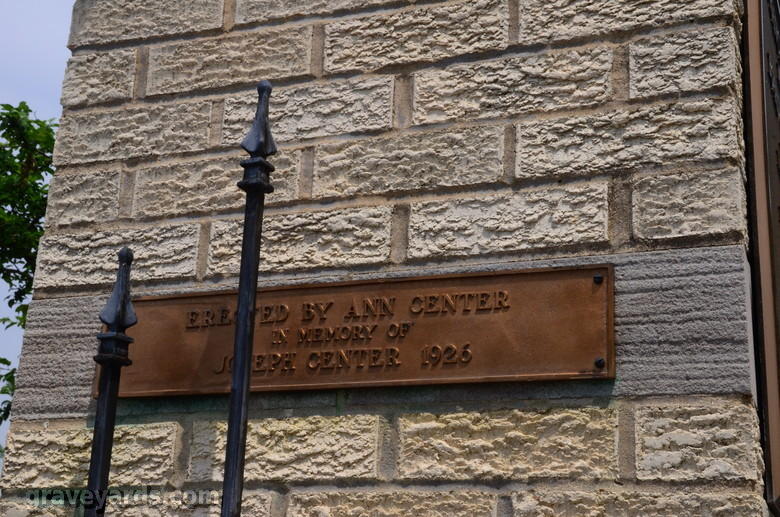 ERECTED BY ANN CENTER
IN MEMORY OF
JOSEPH CENTER 1926
graveyards.com